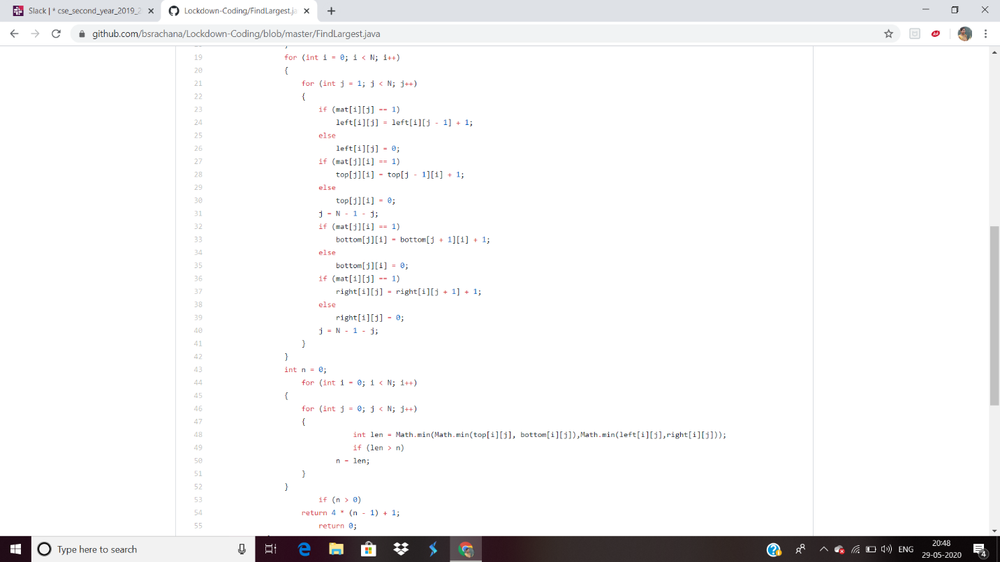 Slack | * cse_second_year_2019_2
Lockdown-Coding/FindLargest.ja
github.com/bsrachana/Lockdown-Coding/blob/master/FindLargest.java
Ask
19 for (int i = 0; i < N; i++)
20 {
21 for (int j = 1; j < N; j++)
22 {
23 if (mat[i][j] == 1)
24 left[i][j] = left[i][j - 1] + 1;
25 else
26 left[i][j] = 0;
27 if (mat[j][i] == 1)
28 top[j][i] = top[j - 1][i] + 1;
29 else
30 top[j][i] = 0;
31 j = N - 1 - j;
32 if (mat[j][i] == 1)
33 bottom[j][i] = bottom[j + 1][i] + 1;
34 else
35 bottom[j][i] = 0;
36 if (mat[i][j] == 1)
37 right[i][j] = right[i][j + 1] + 1;
38 else
39 right[i][j] = 0;
40 j = N - 1 - j;
41 }
42 }
43 int n = 0;
44 for (int i = 0; i < N; i++)
45 {
46 for (int j = 0; j < N; j++)
47 {
48 int len = Math.min(Math.min(top[i][j], bottom[i][j]),Math.min(left[i][j],right[i][j]));
49 if (len > n)
50 n = len;
51 }
52 }
53 if (n > 0)
54 return 4 * (n - 1) + 1;
55 return 0;
Type here to search
ENG
20:48
29-05-2020
4